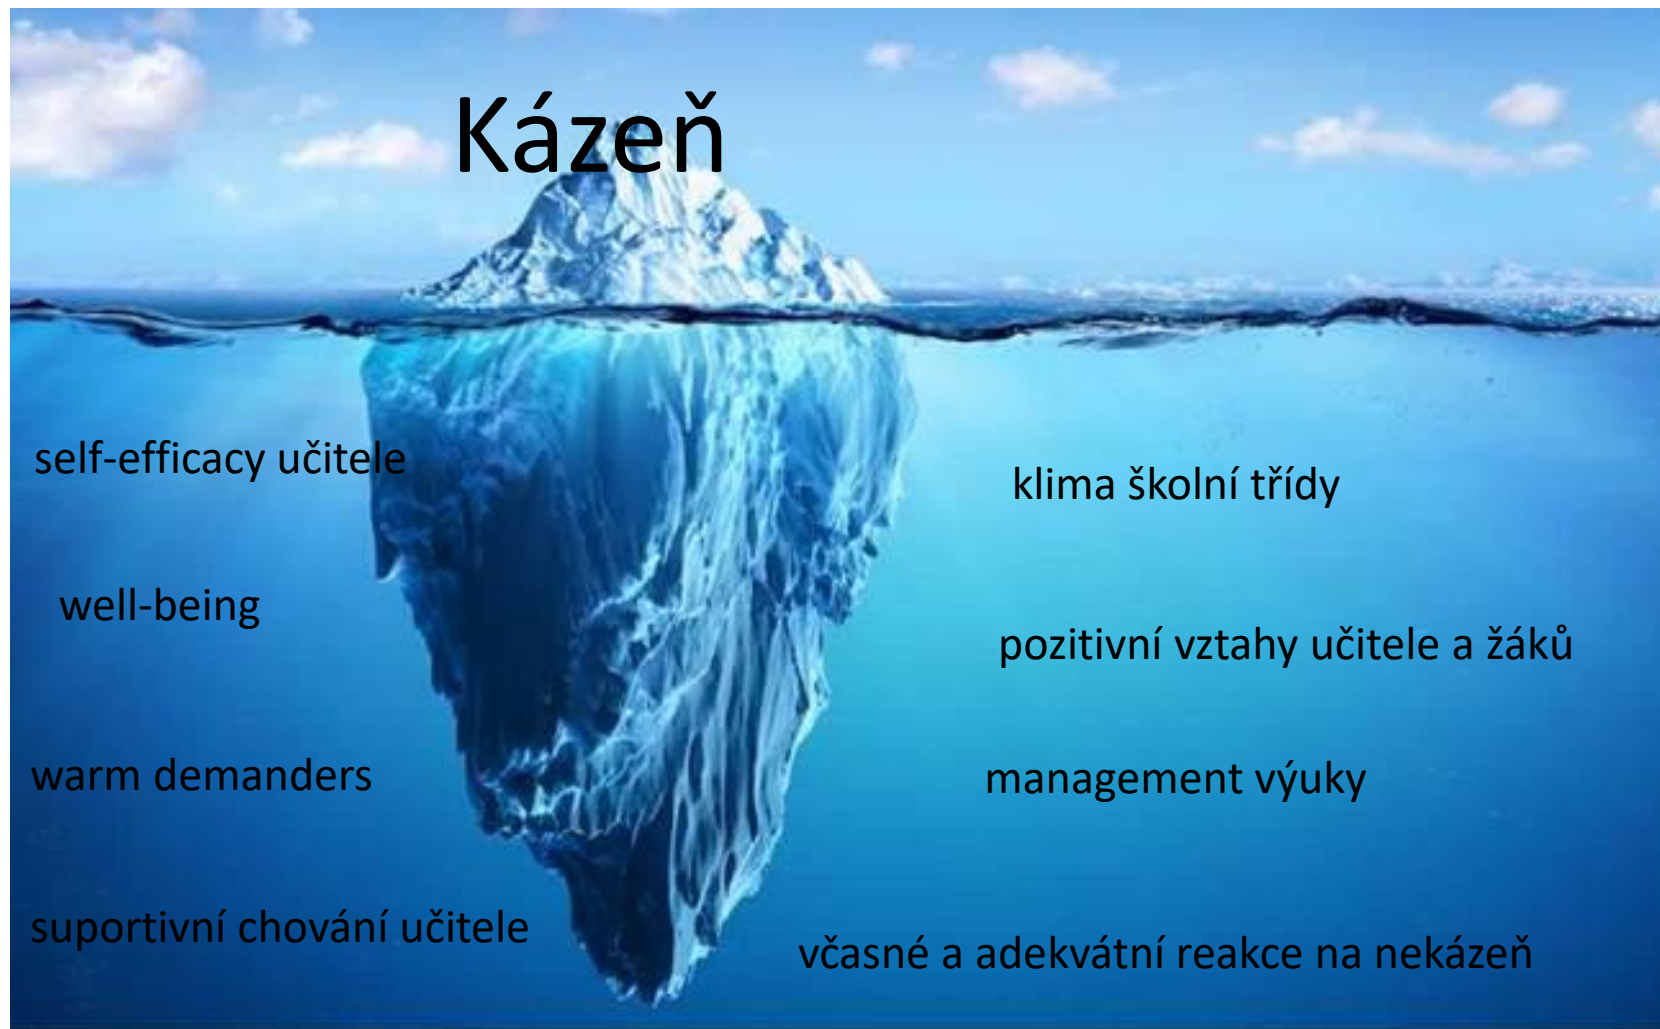 Kázeň
self-efficacy učitele
klima školní třídy
well-being
pozitivní vztahy učitele a žáků
warm demanders
management výuky
suportivní chování učitele
včasné a adekvátní reakce na nekázeň